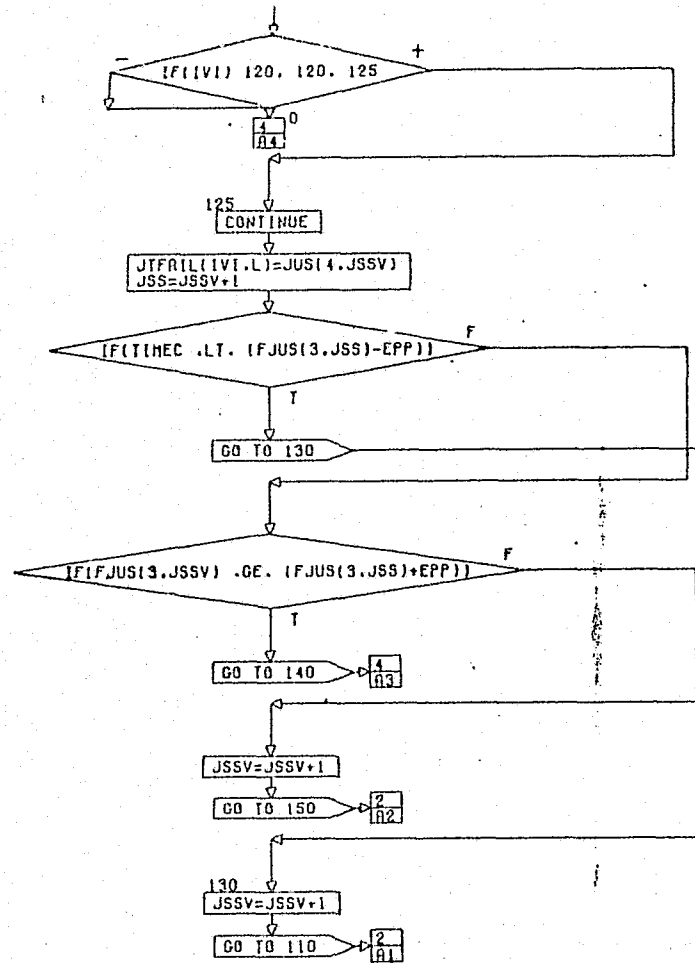 - +
IF(IVI) 120, 120, 125
0
4
A4
125
CONTINUE
JTFAIL(IVI,L)=JUS(4,JSSV)
JSS=JSSV+1
F
IF(TIMEC .LT. (FJUS(3,JSS)-EPP))
T
GO TO 130
F
IF(FJUS(3,JSSV) .GE. (FJUS(3,JSS)+EPP))
T
GO TO 140
4
A3
JSSV=JSSV+1
GO TO 150
2
A2
130
JSSV=JSSV+1
GO TO 110
2
A1